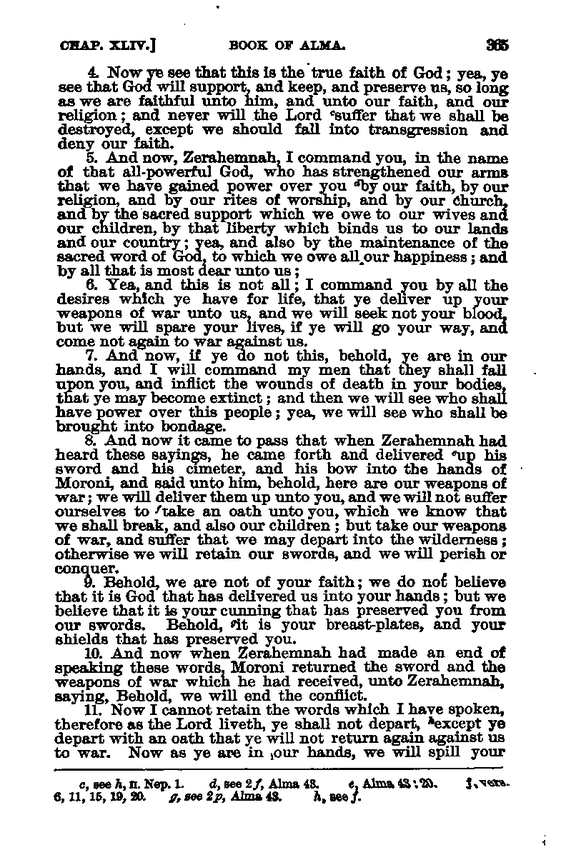 CHAP. XLIV.] BOOK OF ALMA. 365
4. Now ye see that this is the true faith of God; yea, ye
see that God will support, and keep, and preserve us, so long
as we are faithful unto him, and unto our faith, and our
religion; and never will the Lord ᶜsuffer that we shall be
destroyed, except we should fall into transgression and
deny our faith.
5. And now, Zerahemnah, I command you, in the name
of that all-powerful God, who has strengthened our arms
that we have gained power over you ᵈby our faith, by our
religion, and by our rites of worship, and by our church,
and by the sacred support which we owe to our wives and
our children, by that liberty which binds us to our lands
and our country; yea, and also by the maintenance of the
sacred word of God, to which we owe all our happiness; and
by all that is most dear unto us;
6. Yea, and this is not all; I command you by all the
desires which ye have for life, that ye deliver up your
weapons of war unto us, and we will seek not your blood,
but we will spare your lives, if ye will go your way, and
come not again to war against us.
7. And now, if ye do not this, behold, ye are in our
hands, and I will command my men that they shall fall
upon you, and inflict the wounds of death in your bodies,
that ye may become extinct; and then we will see who shall
have power over this people; yea, we will see who shall be
brought into bondage.
8. And now it came to pass that when Zerahemnah had
heard these sayings, he came forth and delivered ᵉup his
sword and his cimeter, and his bow into the hands of
Moroni, and said unto him, behold, here are our weapons of
war; we will deliver them up unto you, and we will not suffer
ourselves to ᶠtake an oath unto you, which we know that
we shall break, and also our children; but take our weapons
of war, and suffer that we may depart into the wilderness;
otherwise we will retain our swords, and we will perish or
conquer.
9. Behold, we are not of your faith; we do not believe
that it is God that has delivered us into your hands; but we
believe that it is your cunning that has preserved you from
our swords. Behold, ᵍit is your breast-plates, and your
shields that has preserved you.
10. And now when Zerahemnah had made an end of
speaking these words, Moroni returned the sword and the
weapons of war which he had received, unto Zerahemnah,
saying, Behold, we will end the conflict.
11. Now I cannot retain the words which I have spoken,
therefore as the Lord liveth, ye shall not depart, ʰexcept ye
depart with an oath that ye will not return again against us
to war. Now as ye are in our hands, we will spill your
c, see h, II. Nep. 1. d, see 2 f, Alma 43. e, Alma 43: 20. f, vers.
6, 11, 15, 19, 20. g, see 2 p, Alma 43. h, see f.